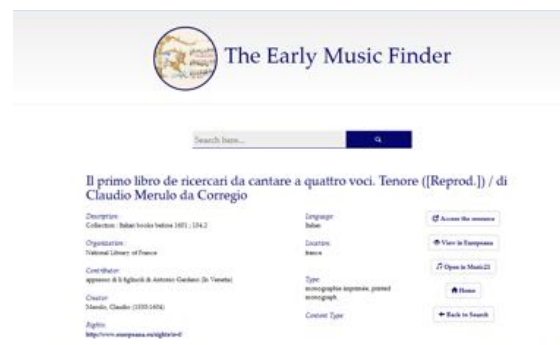 The Early Music Finder
Search here...
Il primo libro de ricercari da cantare a quattro voci. Tenore ([Reprod.]) / di
Claudio Merulo da Corregio
Description:
Collection : Italian books before 1601 ; 154.2
Organization:
National Library of France
Contributor:
appresso di li figliuoli di Antonio Gardano (In Venetia)
Creator:
Merulo, Claudio (1533-1604)
Rights:
Language:
Italian
Location:
france
Type:
monographie imprimée, printed
monograph
Content Type:
Access the resource
View in Europeana
Open in Music21
Home
Back to Search